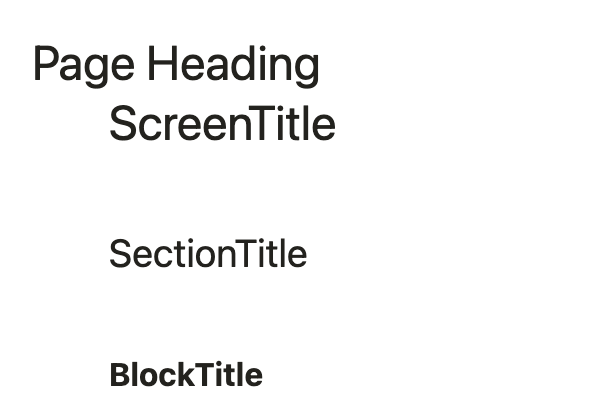 Page Heading
ScreenTitle
SectionTitle
BlockTitle